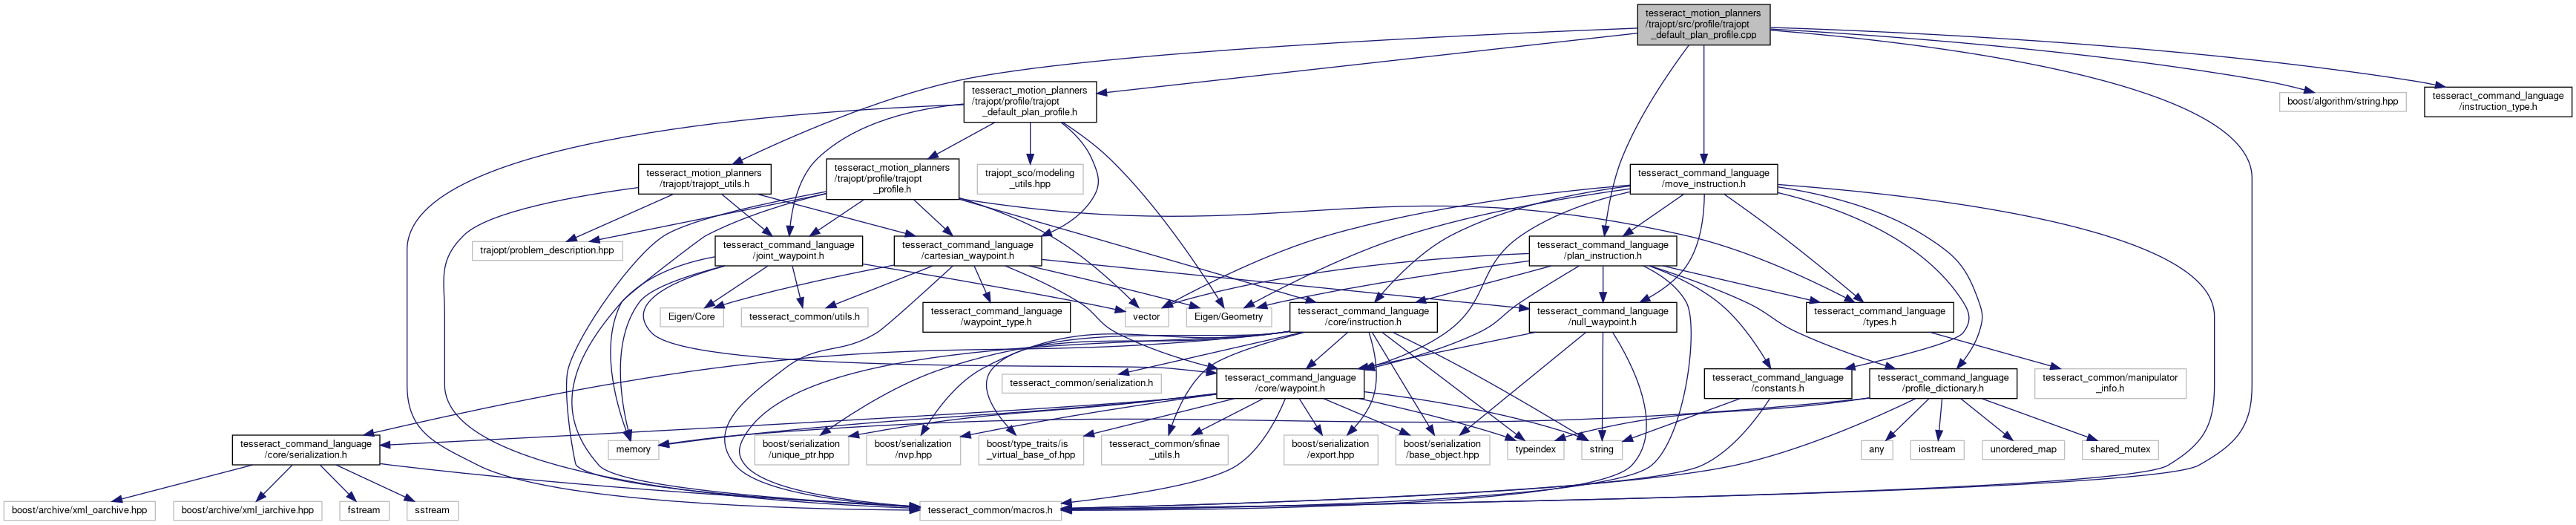 tesseract_motion_planners
/trajopt/src/profile/trajopt
_default_plan_profile.cpp
tesseract_motion_planners
/trajopt/profile/trajopt
_default_plan_profile.h
boost/algorithm/string.hpp
tesseract_command_language
/instruction_type.h
tesseract_motion_planners
/trajopt/trajopt_utils.h
tesseract_motion_planners
/trajopt/profile/trajopt
_profile.h
trajopt_sco/modeling
_utils.hpp
tesseract_command_language
/move_instruction.h
trajopt/problem_description.hpp
tesseract_command_language
/joint_waypoint.h
tesseract_command_language
/cartesian_waypoint.h
tesseract_command_language
/plan_instruction.h
Eigen/Core
tesseract_common/utils.h
tesseract_command_language
/waypoint_type.h
vector
Eigen/Geometry
tesseract_command_language
/core/instruction.h
tesseract_command_language
/null_waypoint.h
tesseract_command_language
/types.h
tesseract_common/serialization.h
tesseract_command_language
/core/waypoint.h
tesseract_command_language
/constants.h
tesseract_command_language
/profile_dictionary.h
tesseract_common/manipulator
_info.h
tesseract_command_language
/core/serialization.h
memory
boost/serialization
/unique_ptr.hpp
boost/serialization
/nvp.hpp
boost/type_traits/is
_virtual_base_of.hpp
tesseract_common/sfinae
_utils.h
boost/serialization
/export.hpp
boost/serialization
/base_object.hpp
typeindex
string
any
iostream
unordered_map
shared_mutex
boost/archive/xml_oarchive.hpp
boost/archive/xml_iarchive.hpp
fstream
sstream
tesseract_common/macros.h